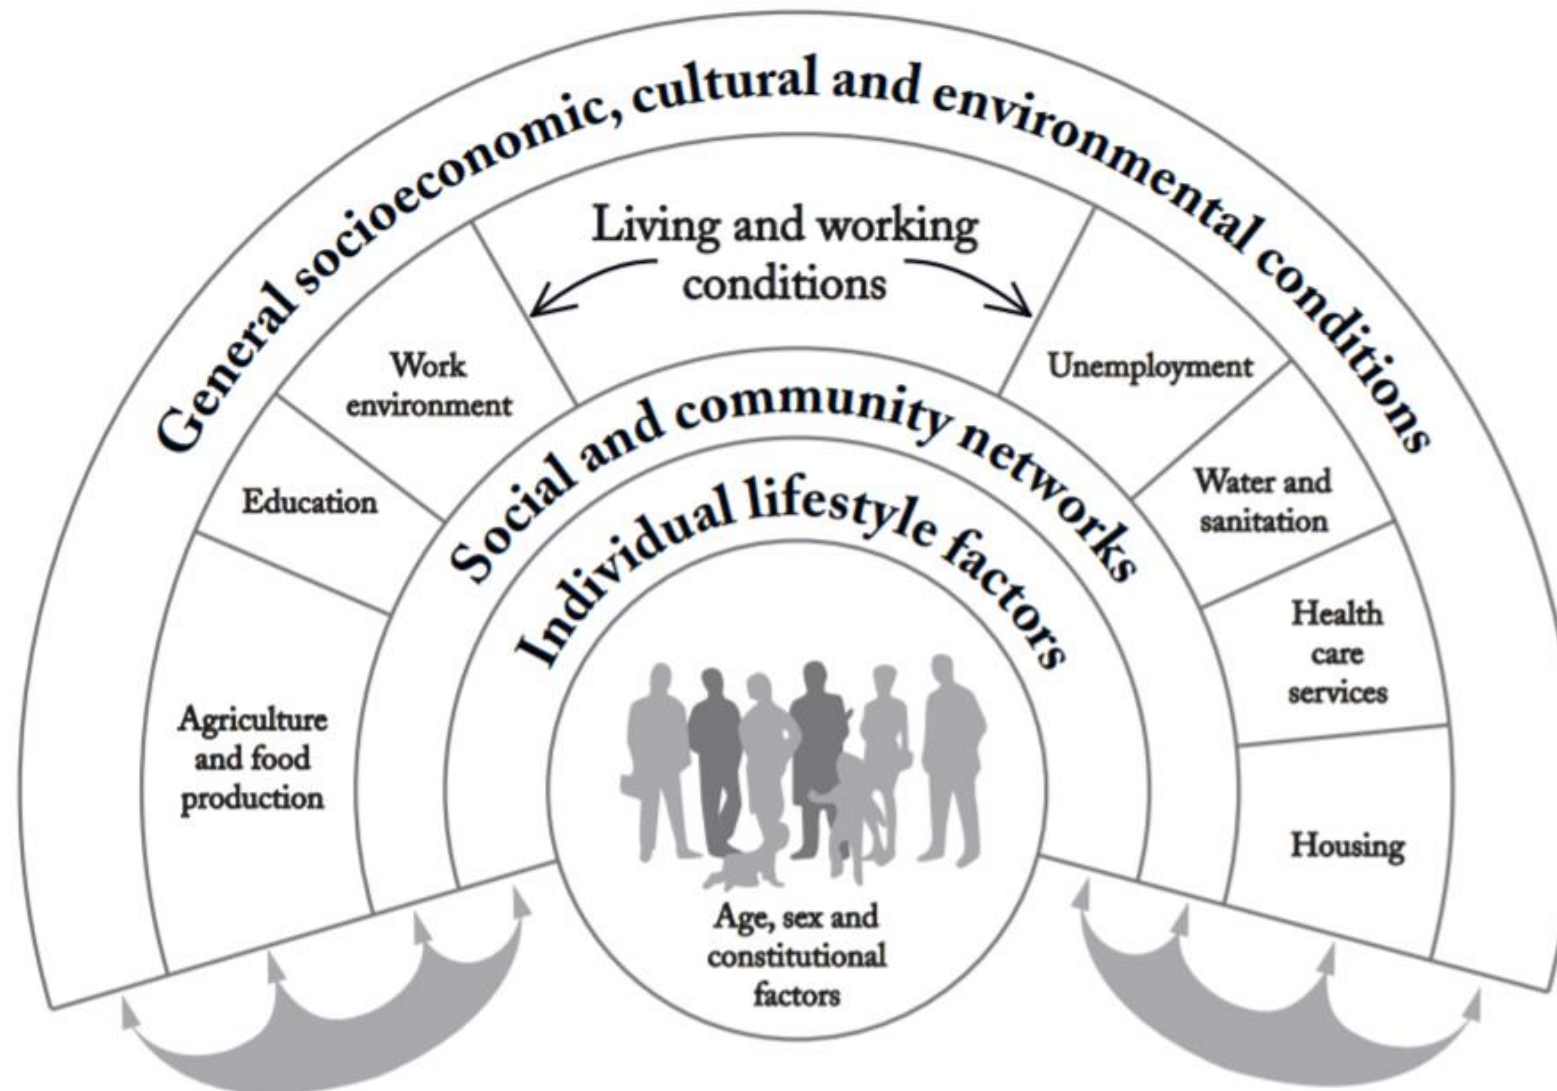 General socioeconomic, cultural and environmental conditions
Living and working
conditions
Work
environment
Unemployment
Education
Water and
sanitation
Agriculture
and food
production
Health
care
services
Housing
Social and community networks
Individual lifestyle factors
Age, sex and
constitutional
factors